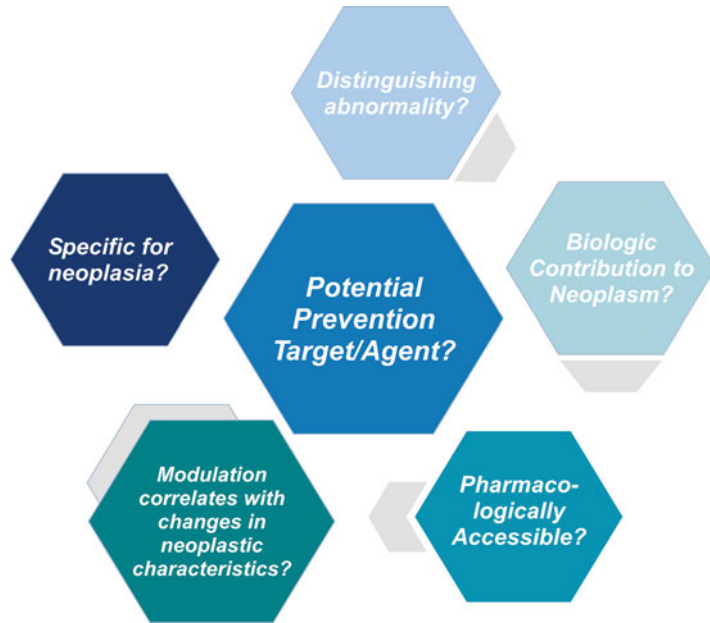 Distinguishing
abnormality?
Biologic
Contribution to
Neoplasm?
Pharmaco-
logically
Accessible?
Modulation
correlates with
changes in
neoplastic
characteristics?
Specific for
neoplasia?
Potential
Prevention
Target/Agent?